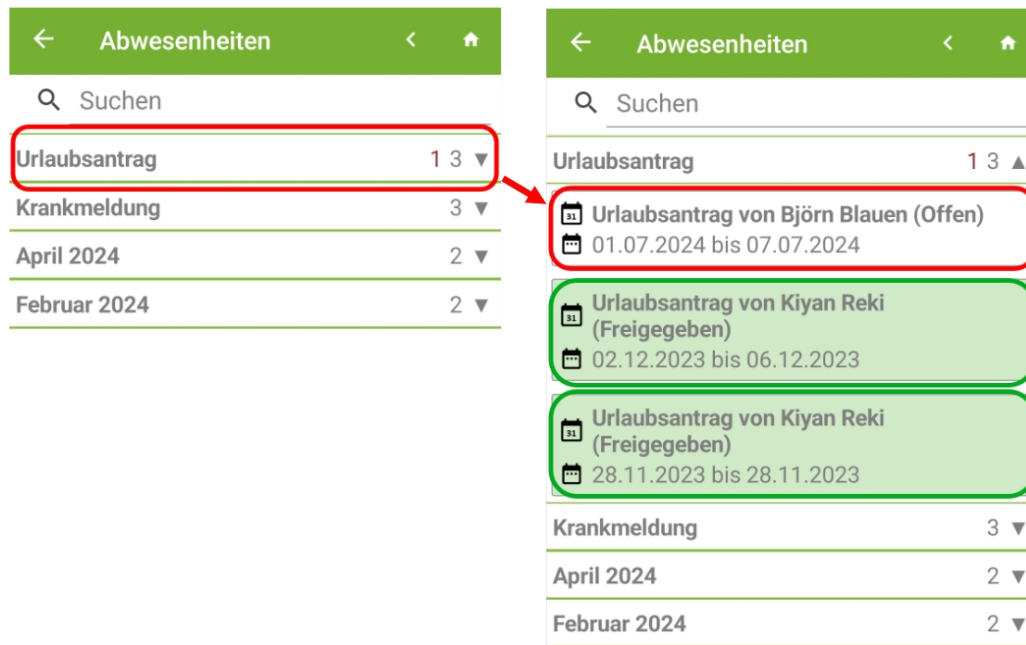 Abwesenheiten
Suchen
Urlaubsantrag 1 3
Krankmeldung 3
April 2024 2
Februar 2024 2
Abwesenheiten
Suchen
Urlaubsantrag 1 3
31 Urlaubsantrag von Björn Blauen (Offen)
01.07.2024 bis 07.07.2024
31 Urlaubsantrag von Kiyan Reki
(Freigegeben)
02.12.2023 bis 06.12.2023
31 Urlaubsantrag von Kiyan Reki
(Freigegeben)
28.11.2023 bis 28.11.2023
Krankmeldung 3
April 2024 2
Februar 2024 2